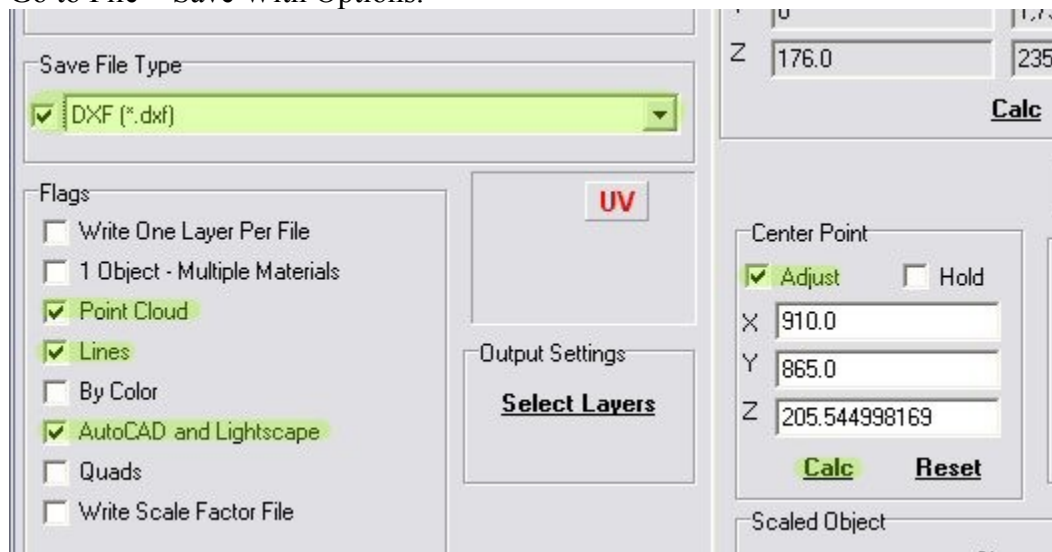 Save File Type
DXF (*.dxf)
Flags
Write One Layer Per File
1 Object - Multiple Materials
Point Cloud
Lines
By Color
AutoCAD and Lightscape
Quads
Write Scale Factor File
UV
Output Settings
Select Layers
Z 176.0 235
Calc
Center Point
Adjust Hold
X 910.0
Y 865.0
Z 205.544998169
Calc Reset
Scaled Object